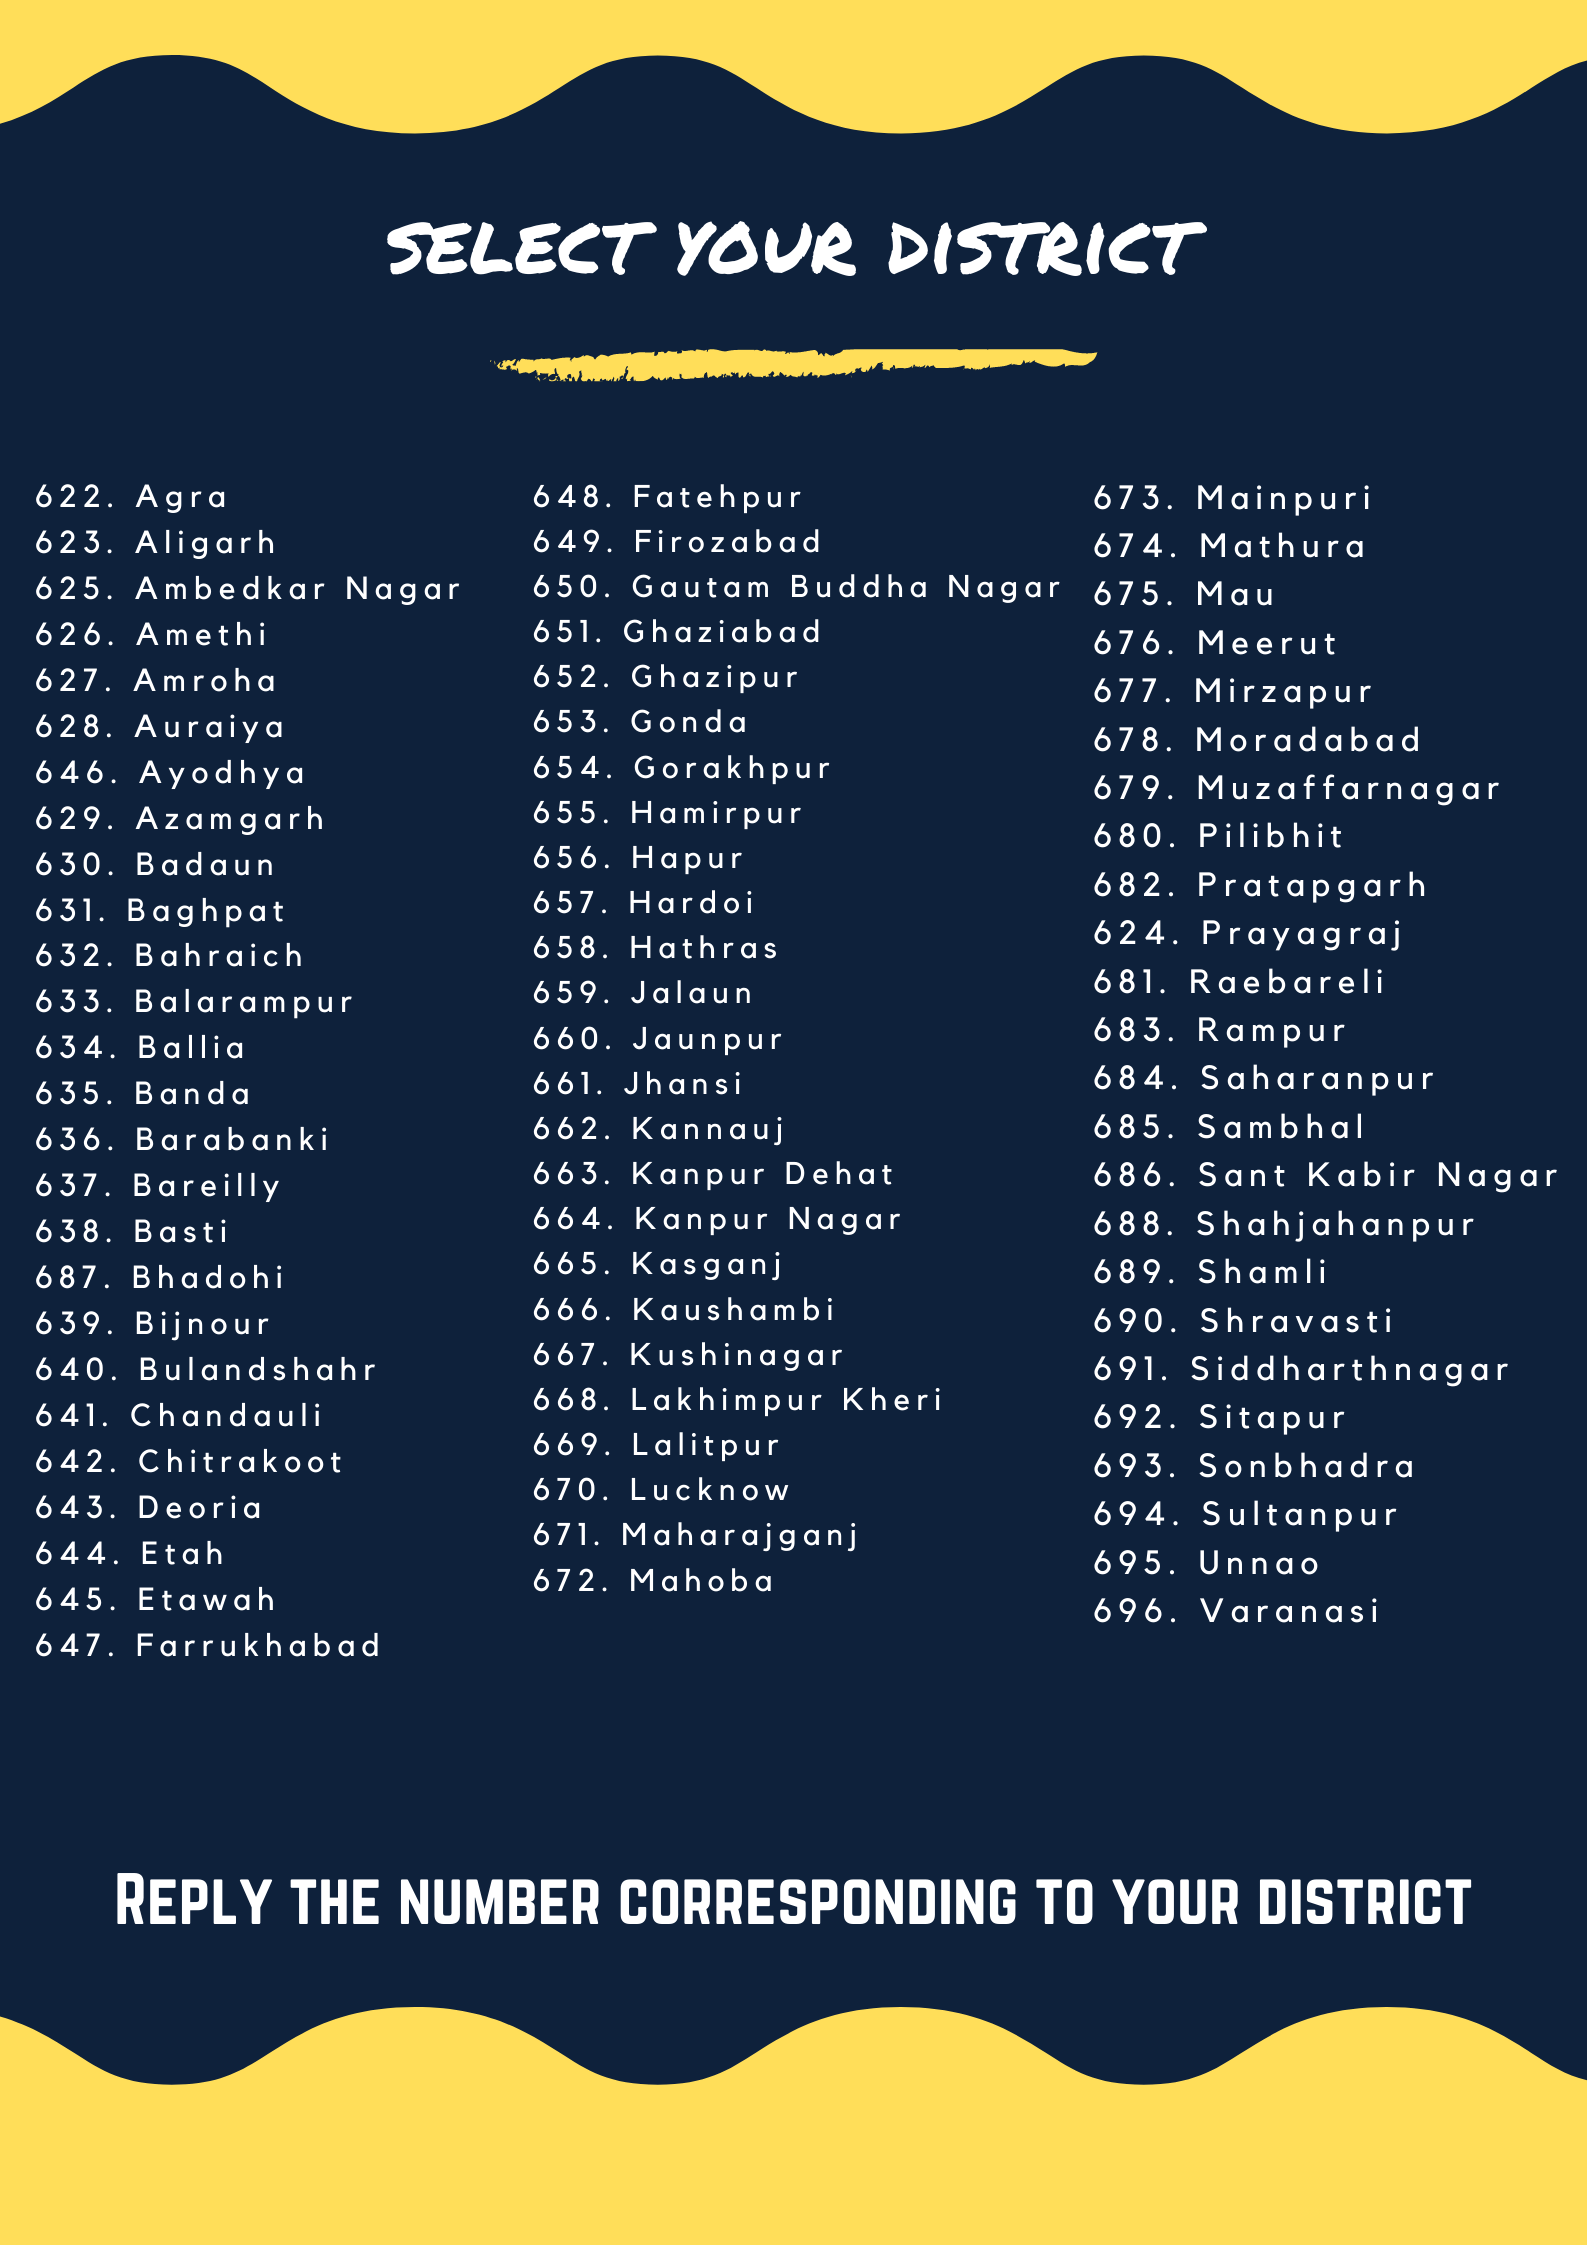 SELECT YOUR DISTRICT
622. Agra
623. Aligarh
625. Ambedkar Nagar
626. Amethi
627. Amroha
628. Auraiya
646. Ayodhya
629. Azamgarh
630. Badaun
631. Baghpat
632. Bahraich
633. Balarampur
634. Ballia
635. Banda
636. Barabanki
637. Bareilly
638. Basti
687. Bhadohi
639. Bijnour
640. Bulandshahr
641. Chandauli
642. Chitrakoot
643. Deoria
644. Etah
645. Etawah
647. Farrukhabad
648. Fatehpur
649. Firozabad
650. Gautam Buddha Nagar
651. Ghaziabad
652. Ghazipur
653. Gonda
654. Gorakhpur
655. Hamirpur
656. Hapur
657. Hardoi
658. Hathras
659. Jalaun
660. Jaunpur
661. Jhansi
662. Kannauj
663. Kanpur Dehat
664. Kanpur Nagar
665. Kasganj
666. Kaushambi
667. Kushinagar
668. Lakhimpur Kheri
669. Lalitpur
670. Lucknow
671. Maharajganj
672. Mahoba
673. Mainpuri
674. Mathura
675. Mau
676. Meerut
677. Mirzapur
678. Moradabad
679. Muzaffarnagar
680. Pilibhit
682. Pratapgarh
624. Prayagraj
681. Raebareli
683. Rampur
684. Saharanpur
685. Sambhal
686. Sant Kabir Nagar
688. Shahjahanpur
689. Shamli
690. Shravasti
691. Siddharthnagar
692. Sitapur
693. Sonbhadra
694. Sultanpur
695. Unnao
696. Varanasi
Reply the number corresponding to your district